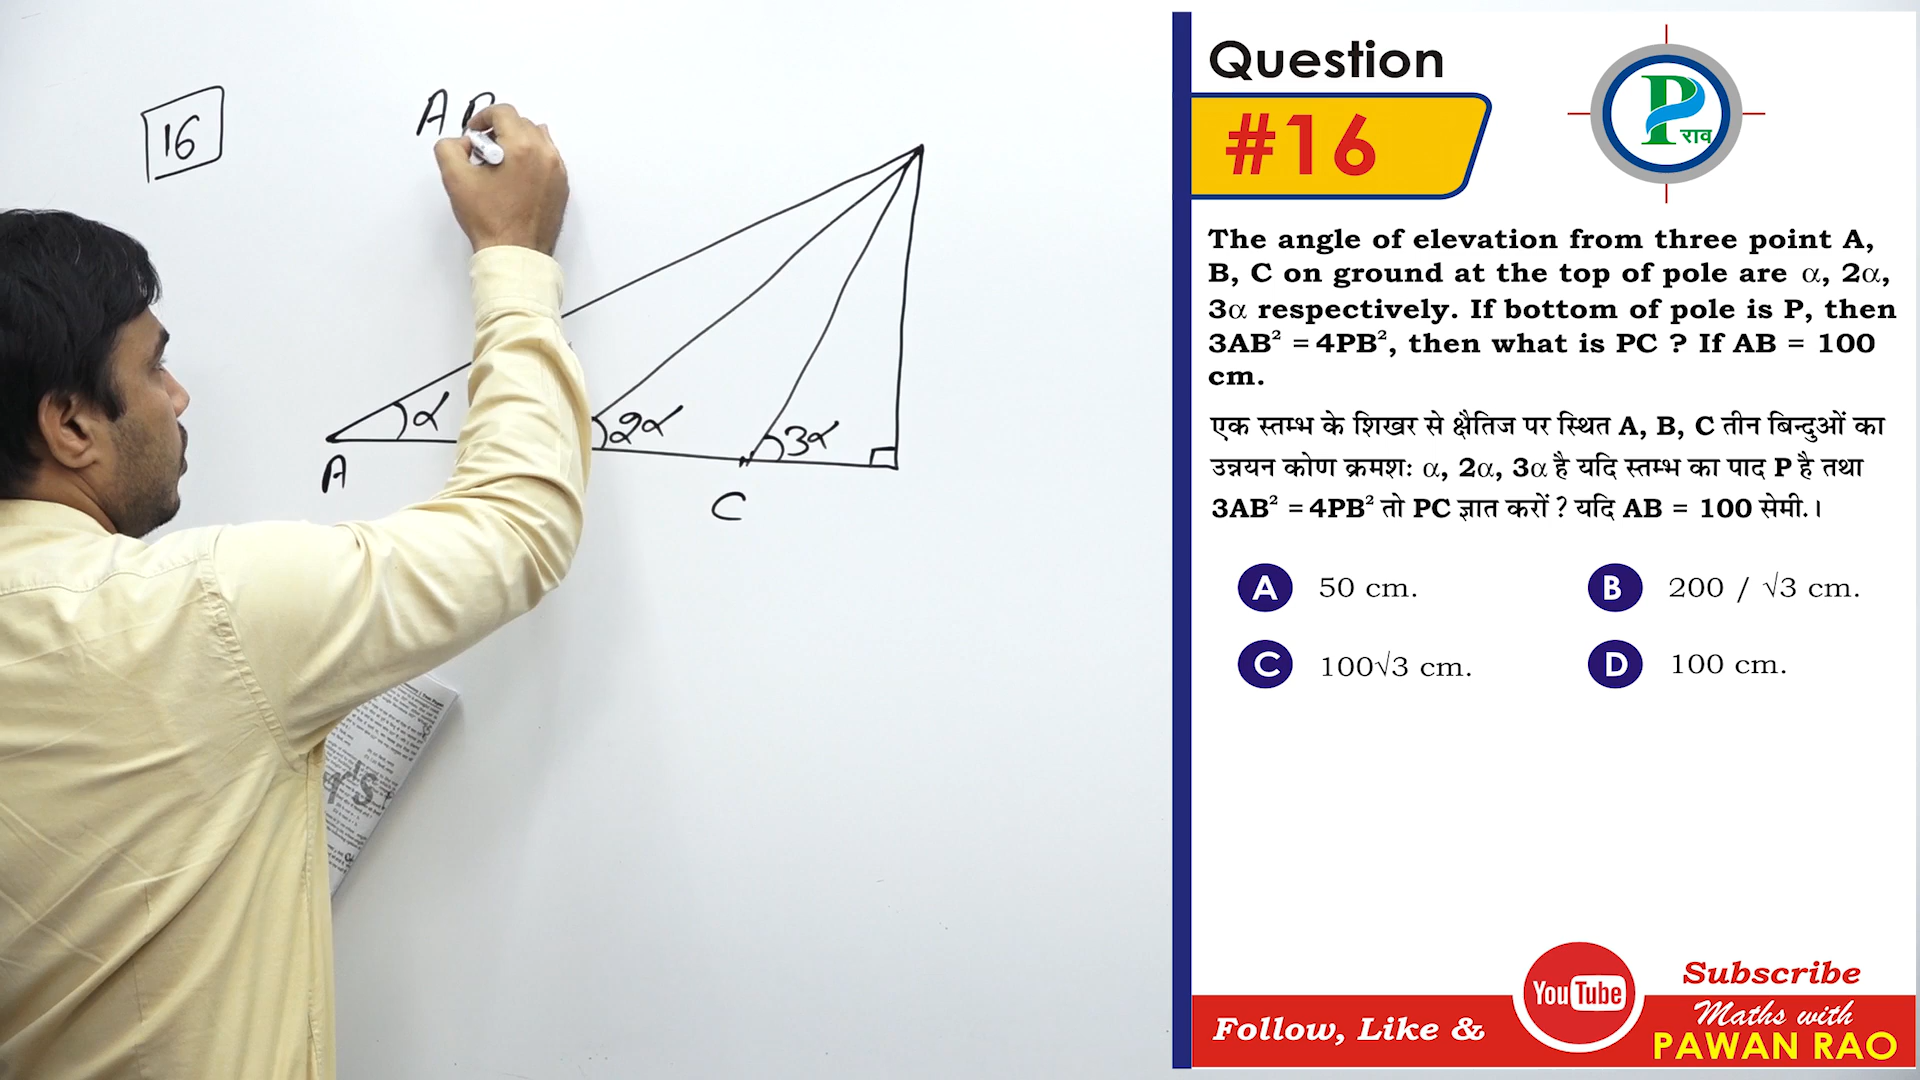 16
A
α
2α
3α
A
C
Question
#16
P
राव
The angle of elevation from three point A,
B, C on ground at the top of pole are α, 2α,
3α respectively. If bottom of pole is P, then
3AB² = 4PB², then what is PC ? If AB = 100
cm.
एक स्तम्भ के शिखर से क्षैतिज पर स्थित A, B, C तीन बिन्दुओं का
उन्नयन कोण क्रमशः α, 2α, 3α है यदि स्तम्भ का पाद P है तथा
3AB² = 4PB² तो PC ज्ञात करों ? यदि AB = 100 सेमी.।
A 50 cm.
B 200 / √3 cm.
C 100√3 cm.
D 100 cm.
Follow, Like &
YouTube
Subscribe
Maths with
PAWAN RAO